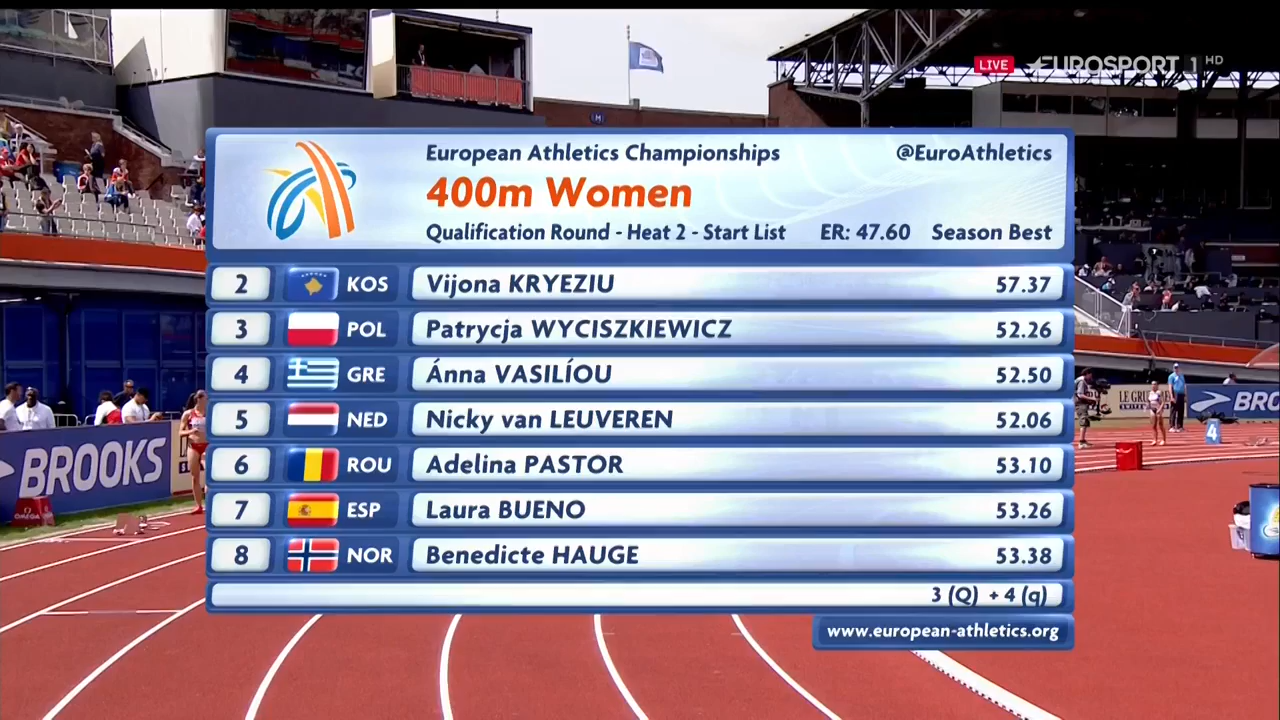 LIVE EUROSPORT 1 HD
European Athletics Championships @EuroAthletics
400m Women
Qualification Round - Heat 2 - Start List ER: 47.60 Season Best
2 KOS Vijona KRYEZIU 57.37
3 POL Patrycja WYCISZKIEWICZ 52.26
4 GRE Ánna VASILÍOU 52.50
5 NED Nicky van LEUVEREN 52.06
6 ROU Adelina PASTOR 53.10
7 ESP Laura BUENO 53.26
8 NOR Benedicte HAUGE 53.38
3 (Q) + 4 (q)
www.european-athletics.org
BROOKS
OMEGA
4
BRO